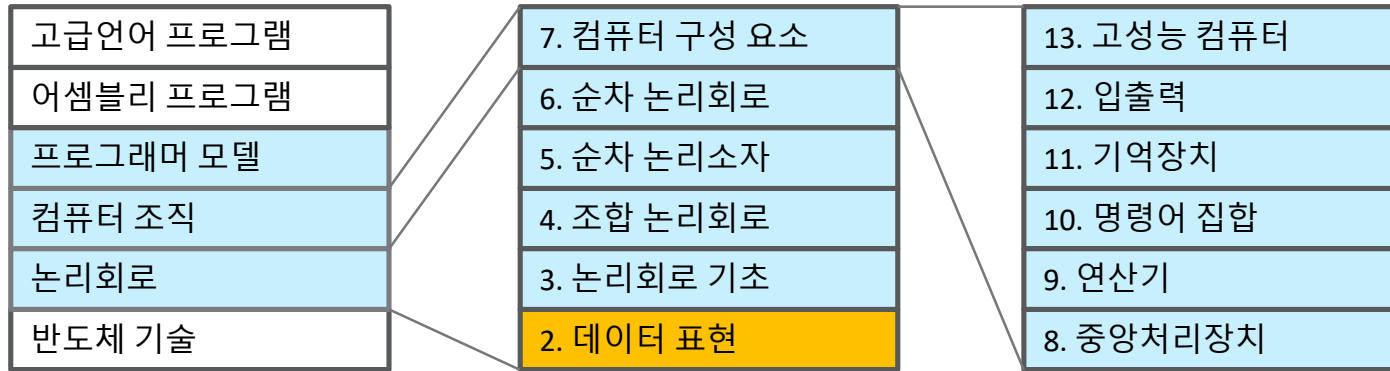 고급언어 프로그램
어셈블리 프로그램
프로그래머 모델
컴퓨터 조직
논리회로
반도체 기술
7. 컴퓨터 구성 요소
6. 순차 논리회로
5. 순차 논리소자
4. 조합 논리회로
3. 논리회로 기초
2. 데이터 표현
13. 고성능 컴퓨터
12. 입출력
11. 기억장치
10. 명령어 집합
9. 연산기
8. 중앙처리장치